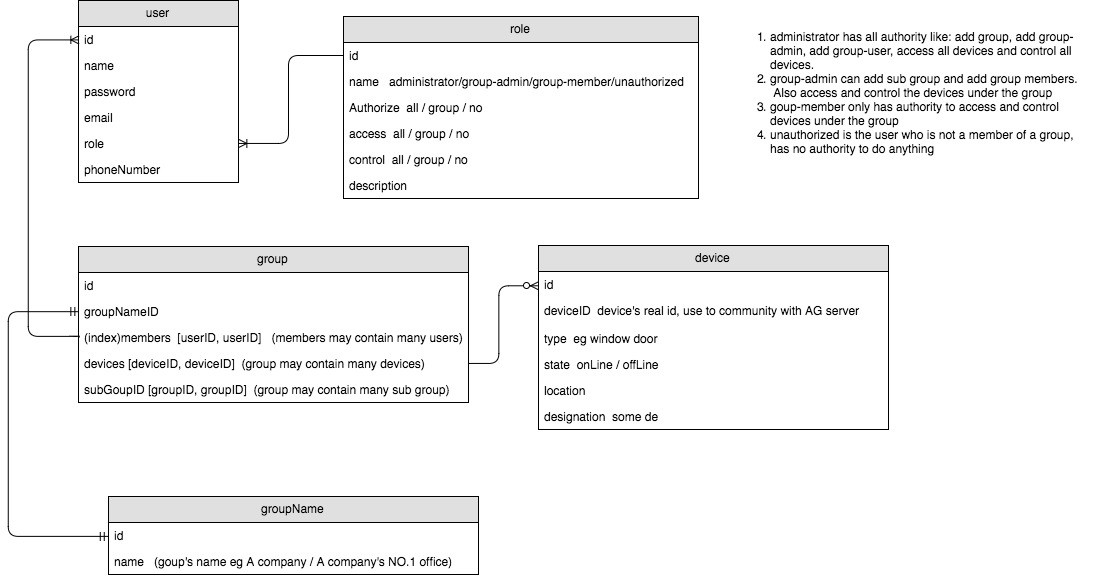 user
id
name
password
email
role
phoneNumber
role
id
name   administrator/group-admin/group-member/unauthorized
Authorize  all / group / no
access  all / group / no
control  all / group / no
description
1. administrator has all authority like: add group, add group-
admin, add group-user, access all devices and control all
devices.
2. group-admin can add sub group and add group members.
Also access and control the devices under the group
3. goup-member only has authority to access and control
devices under the group
4. unauthorized is the user who is not a member of a group,
has no authority to do anything
group
id
groupNameID
(index)members  [userID, userID]   (members may contain many users)
devices [deviceID, deviceID]  (group may contain many devices)
subGoupID [groupID, groupID]  (group may contain many sub group)
device
id
deviceID  device's real id, use to community with AG server
type  eg window door
state  onLine / offLine
location
designation  some de
groupName
id
name   (goup's name eg A company / A company's NO.1 office)